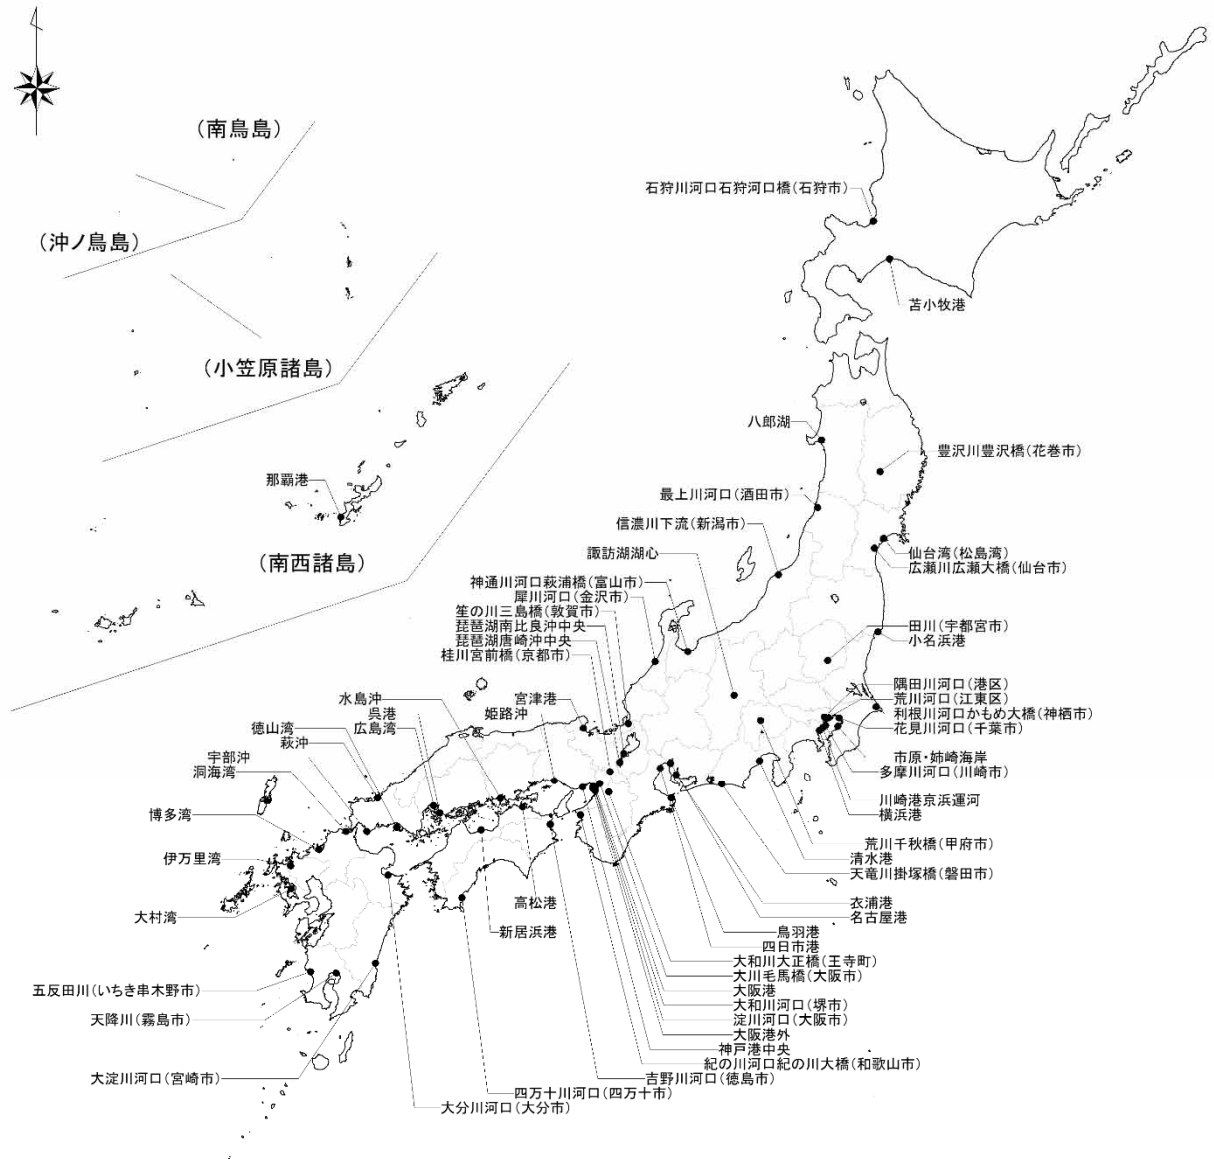 (南鳥島)
(沖ノ鳥島)
(小笠原諸島)
(南西諸島)
那覇港
石狩川河口石狩河口橋(石狩市)
苫小牧港
八郎湖
豊沢川豊沢橋(花巻市)
最上川河口(酒田市)
信濃川下流(新潟市)
仙台湾(松島湾)
諏訪湖湖心
広瀬川広瀬大橋(仙台市)
神通川河口萩浦橋(富山市)
犀川河口(金沢市)
笙の川三島橋(敦賀市)
琵琶湖南比良沖中央
田川(宇都宮市)
琵琶湖唐崎沖中央
小名浜港
桂川宮前橋(京都市)
隅田川河口(港区)
水島沖
宮津港
荒川河口(江東区)
呉港
姫路沖
利根川河口かもめ大橋(神栖市)
徳山湾
広島湾
花見川河口(千葉市)
萩沖
宇部沖
市原・姉崎海岸
洞海湾
多摩川河口(川崎市)
川崎港京浜運河
博多湾
横浜港
荒川千秋橋(甲府市)
伊万里湾
清水港
天竜川掛塚橋(磐田市)
大村湾
高松港
衣浦港
名古屋港
新居浜港
鳥羽港
四日市港
大和川大正橋(王寺町)
大川毛馬橋(大阪市)
五反田川(いちき串木野市)
大阪港
大和川河口(堺市)
天降川(霧島市)
淀川河口(大阪市)
大阪港外
神戸港中央
紀の川河口紀の川大橋(和歌山市)
大淀川河口(宮崎市)
吉野川河口(徳島市)
四万十川河口(四万十市)
大分川河口(大分市)